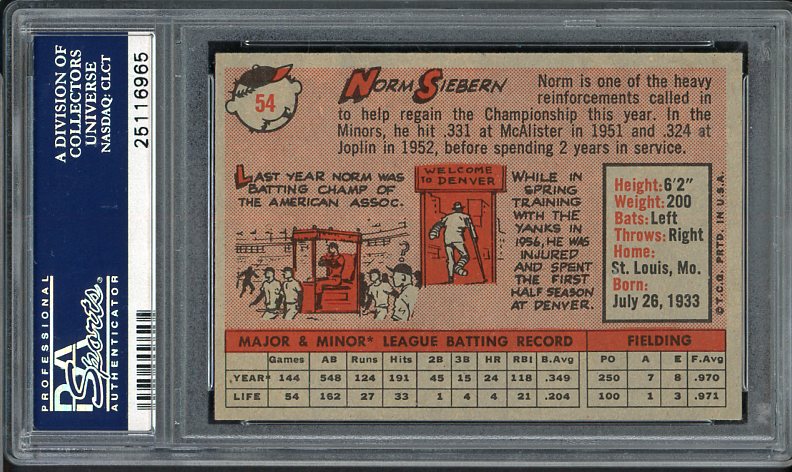 A DIVISION OF
COLLECTORS
UNIVERSE
NASDAQ: CLCT
25116965
PROFESSIONAL
PSA
Sports
AUTHENTICATOR
54
NORM SIEBERN
Norm is one of the heavy
reinforcements called in
to help regain the Championship this year. In the
Minors, he hit .331 at McAlister in 1951 and .324 at
Joplin in 1952, before spending 2 years in service.
LAST YEAR NORM WAS
BATTING CHAMP OF
THE AMERICAN ASSOC.
WELCOME
TO DENVER
WHILE IN
SPRING
TRAINING
WITH THE
YANKS IN
1956, HE WAS
INJURED
AND SPENT
THE FIRST
HALF SEASON
AT DENVER.
Height: 6'2"
Weight: 200
Bats: Left
Throws: Right
Home:
St. Louis, Mo.
Born:
July 26, 1933
© T.C.G. PRTD. IN U.S.A.
MAJOR & MINOR* LEAGUE BATTING RECORD FIELDING
Games AB Runs Hits 2B 3B HR RBI B.Avg PO A E F.Avg
YEAR* 144 548 124 191 45 15 24 118 .349 250 7 8 .970
LIFE 54 162 27 33 1 4 4 21 .204 100 1 3 .971